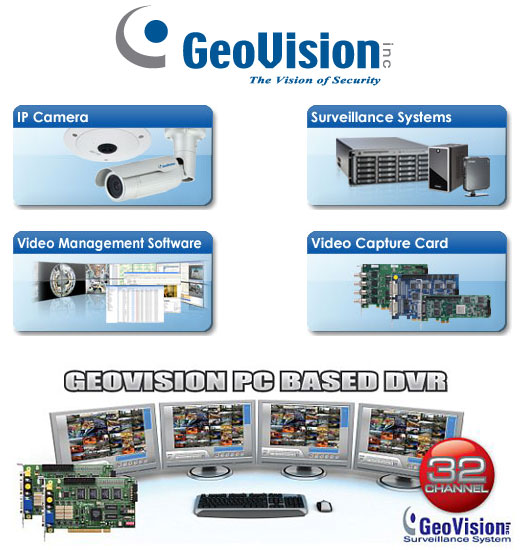 GeoVision inc
The Vision of Security
IP Camera
Surveillance Systems
Video Management Software
Video Capture Card
GEOVISION PC BASED DVR
32
CHANNEL
GeoVision inc
Surveillance System